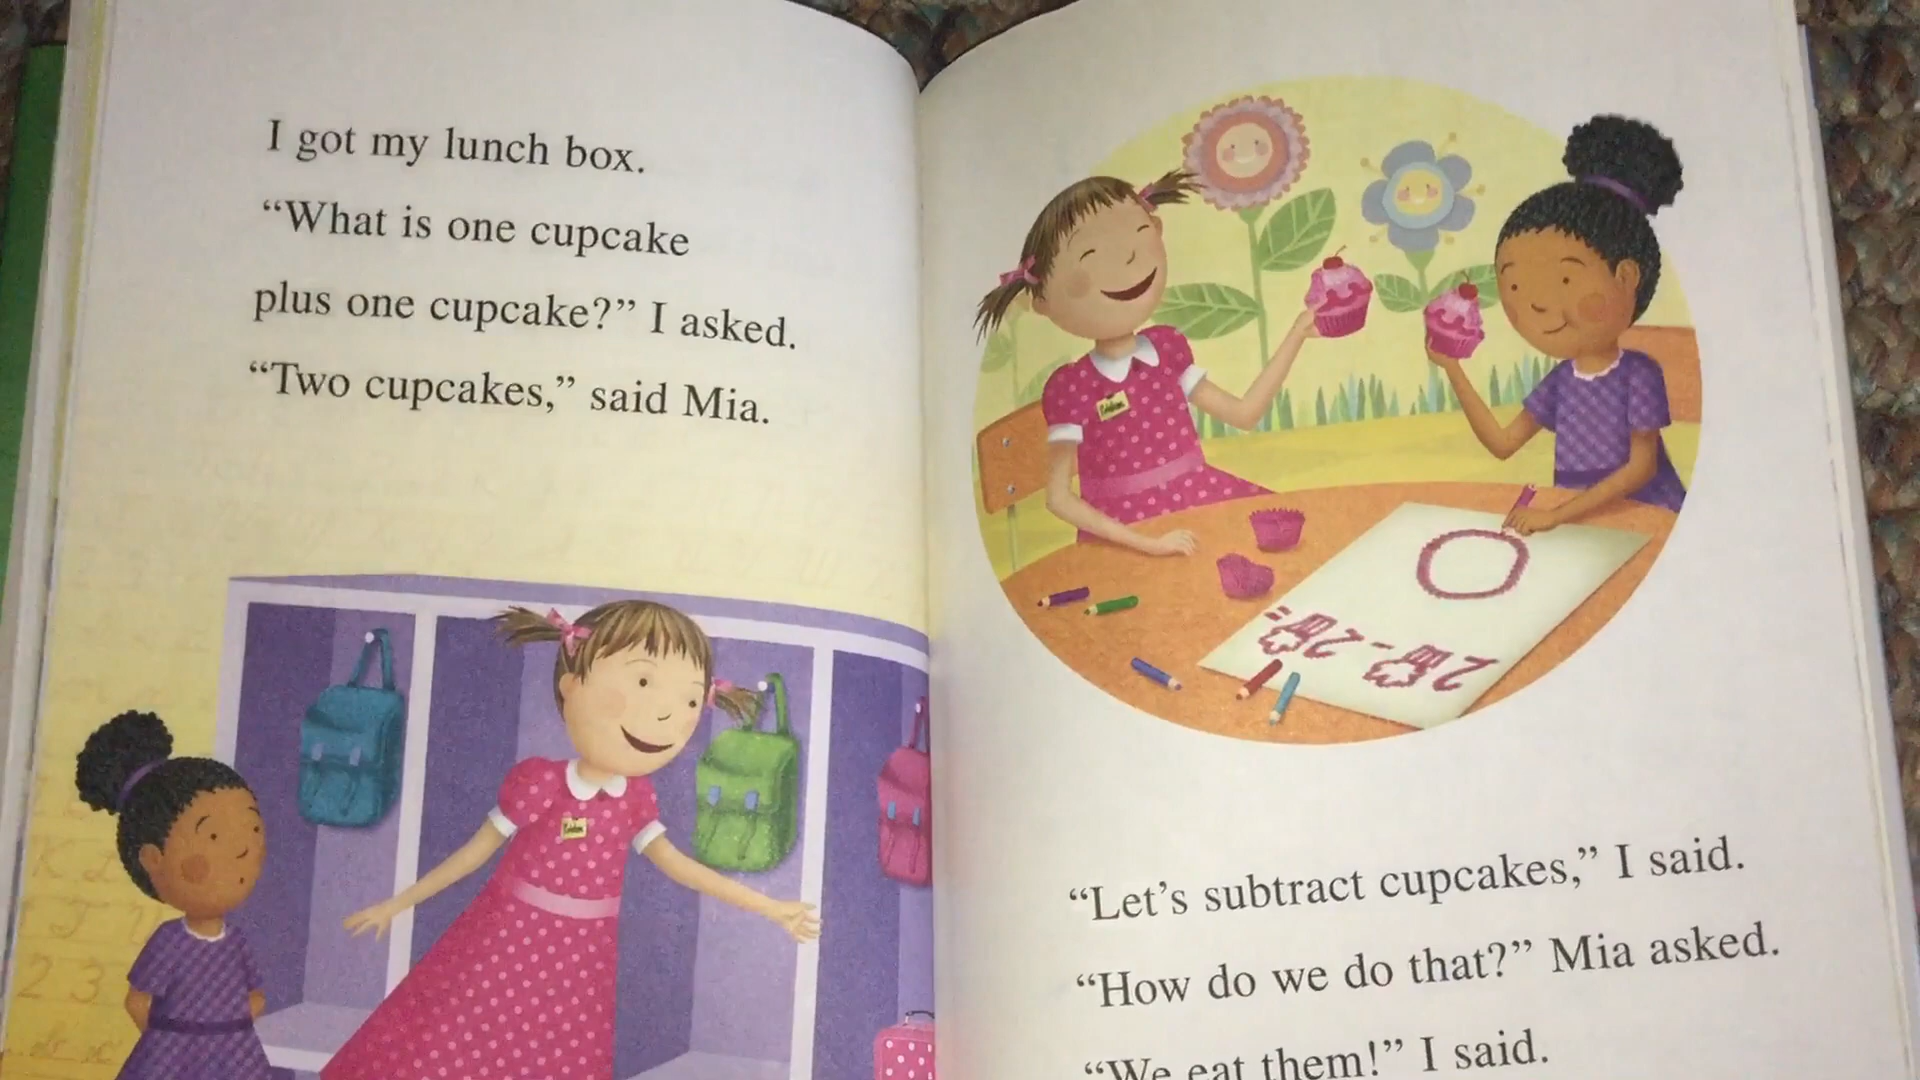 I got my lunch box.
“What is one cupcake
plus one cupcake?” I asked.
“Two cupcakes,” said Mia.
“Let’s subtract cupcakes,” I said.
“How do we do that?” Mia asked.
“We eat them!” I said.